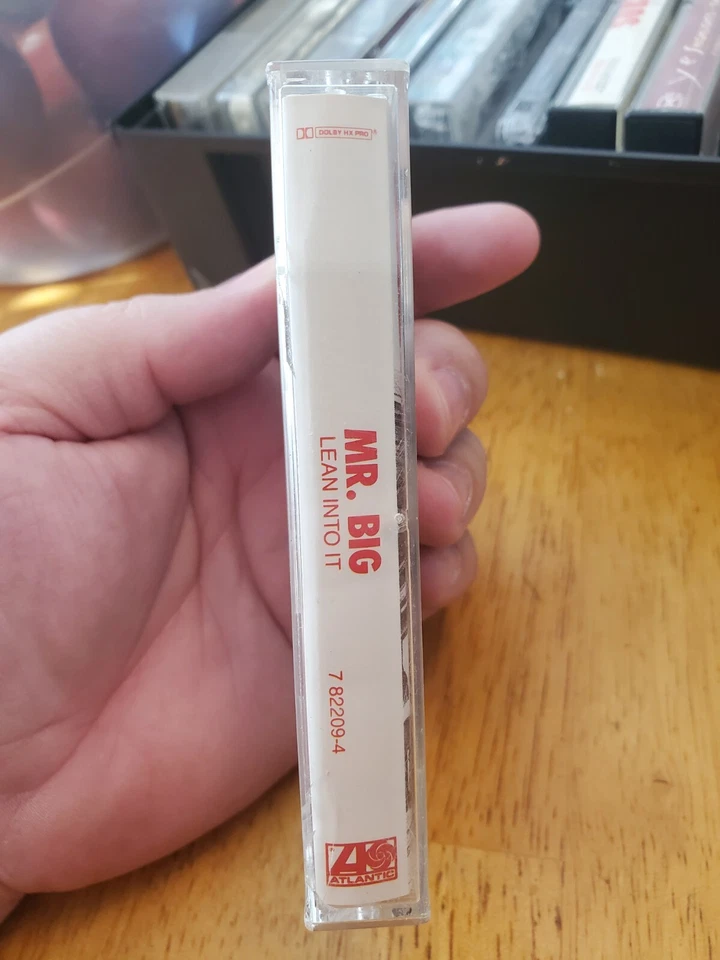 DOLBY HX PRO
MR. BIG
LEAN INTO IT
7 82209-4
ATLANTIC